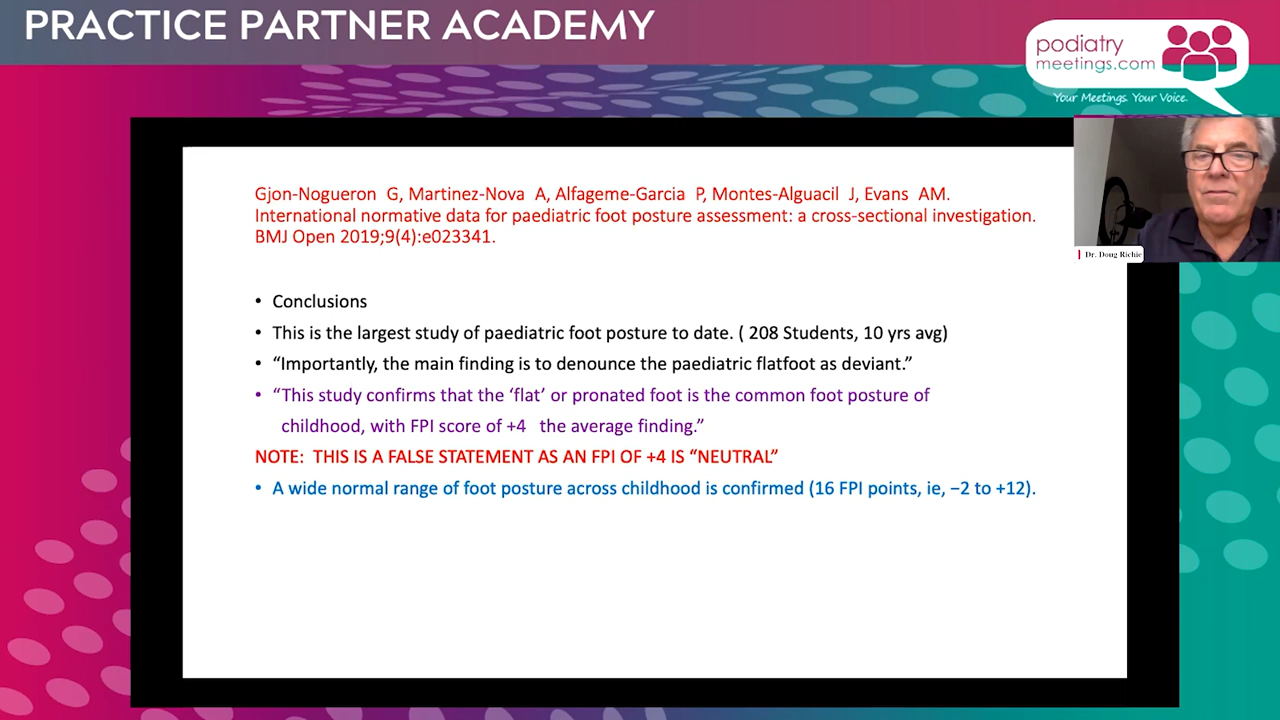 PRACTICE PARTNER ACADEMY
podiatry
meetings.com
Your Meetings. Your Voice.
Gjon-Nogueron G, Martinez-Nova A, Alfageme-Garcia P, Montes-Alguacil J, Evans AM.
International normative data for paediatric foot posture assessment: a cross-sectional investigation.
BMJ Open 2019;9(4):e023341.
• Conclusions
• This is the largest study of paediatric foot posture to date. ( 208 Students, 10 yrs avg)
• “Importantly, the main finding is to denounce the paediatric flatfoot as deviant.”
• “This study confirms that the ‘flat’ or pronated foot is the common foot posture of
childhood, with FPI score of +4 the average finding.”
NOTE: THIS IS A FALSE STATEMENT AS AN FPI OF +4 IS “NEUTRAL”
• A wide normal range of foot posture across childhood is confirmed (16 FPI points, ie, −2 to +12).
Dr. Doug Richie